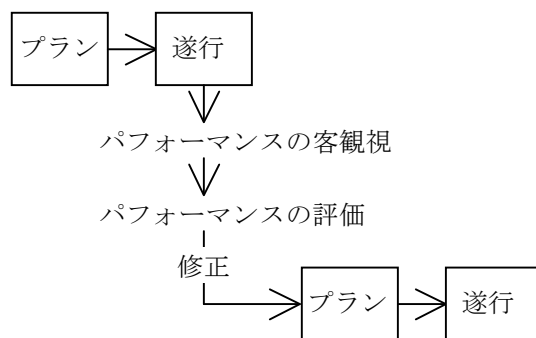 プラン
遂行
パフォーマンスの客観視
パフォーマンスの評価
修正
プラン
遂行